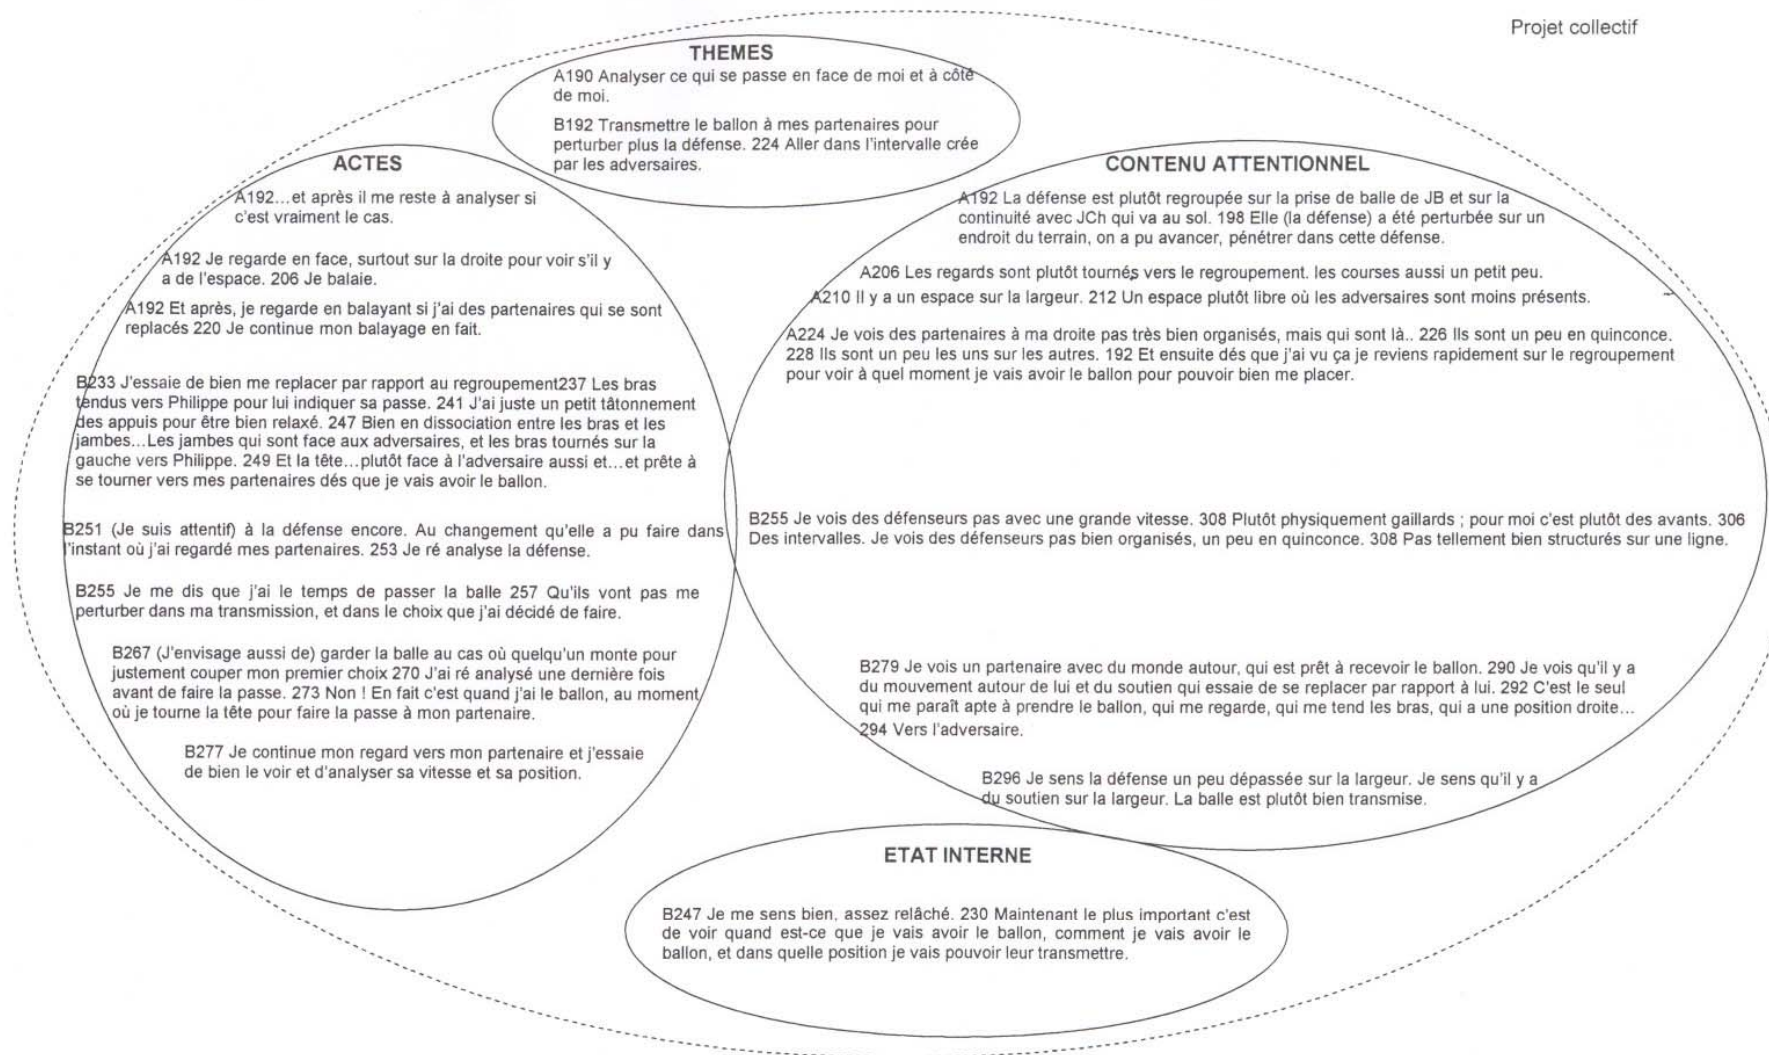 Projet collectif
THEMES
A190 Analyser ce qui se passe en face de moi et à côté
de moi.
B192 Transmettre le ballon à mes partenaires pour
perturber plus la défense. 224 Aller dans l'intervalle crée
par les adversaires.
ACTES
A192…et après il me reste à analyser si
c'est vraiment le cas.
A192 Je regarde en face, surtout sur la droite pour voir s'il y
a de l'espace. 206 Je balaie.
A192 Et après, je regarde en balayant si j'ai des partenaires qui se sont
replacés 220 Je continue mon balayage en fait.
B233 J'essaie de bien me replacer par rapport au regroupement237 Les bras
tendus vers Philippe pour lui indiquer sa passe. 241 J'ai juste un petit tâtonnement
des appuis pour être bien relaxé. 247 Bien en dissociation entre les bras et les
jambes…Les jambes qui sont face aux adversaires, et les bras tournés sur la
gauche vers Philippe. 249 Et la tête…plutôt face à l'adversaire aussi et…et prête à
se tourner vers mes partenaires dés que je vais avoir le ballon.
B251 (Je suis attentif) à la défense encore. Au changement qu'elle a pu faire dans
l'instant où j'ai regardé mes partenaires. 253 Je ré analyse la défense.
B255 Je me dis que j'ai le temps de passer la balle 257 Qu'ils vont pas me
perturber dans ma transmission, et dans le choix que j'ai décidé de faire.
B267 (J'envisage aussi de) garder la balle au cas où quelqu'un monte pour
justement couper mon premier choix 270 J'ai ré analysé une dernière fois
avant de faire la passe. 273 Non ! En fait c'est quand j'ai le ballon, au moment
où je tourne la tête pour faire la passe à mon partenaire.
B277 Je continue mon regard vers mon partenaire et j'essaie
de bien le voir et d'analyser sa vitesse et sa position.
CONTENU ATTENTIONNEL
A192 La défense est plutôt regroupée sur la prise de balle de JB et sur la
continuité avec JCh qui va au sol. 198 Elle (la défense) a été perturbée sur un
endroit du terrain, on a pu avancer, pénétrer dans cette défense.
A206 Les regards sont plutôt tournés vers le regroupement. les courses aussi un petit peu.
A210 Il y a un espace sur la largeur. 212 Un espace plutôt libre où les adversaires sont moins présents.
A224 Je vois des partenaires à ma droite pas très bien organisés, mais qui sont là.. 226 Ils sont un peu en quinconce.
228 Ils sont un peu les uns sur les autres. 192 Et ensuite dés que j'ai vu ça je reviens rapidement sur le regroupement
pour voir à quel moment je vais avoir le ballon pour pouvoir bien me placer.
B255 Je vois des défenseurs pas avec une grande vitesse. 308 Plutôt physiquement gaillards ; pour moi c'est plutôt des avants. 306
Des intervalles. Je vois des défenseurs pas bien organisés, un peu en quinconce. 308 Pas tellement bien structurés sur une ligne.
B279 Je vois un partenaire avec du monde autour, qui est prêt à recevoir le ballon. 290 Je vois qu'il y a
du mouvement autour de lui et du soutien qui essaie de se replacer par rapport à lui. 292 C'est le seul
qui me paraît apte à prendre le ballon, qui me regarde, qui me tend les bras, qui a une position droite…
294 Vers l'adversaire.
B296 Je sens la défense un peu dépassée sur la largeur. Je sens qu'il y a
du soutien sur la largeur. La balle est plutôt bien transmise.
ETAT INTERNE
B247 Je me sens bien, assez relâché. 230 Maintenant le plus important c'est
de voir quand est-ce que je vais avoir le ballon, comment je vais avoir le
ballon, et dans quelle position je vais pouvoir leur transmettre.